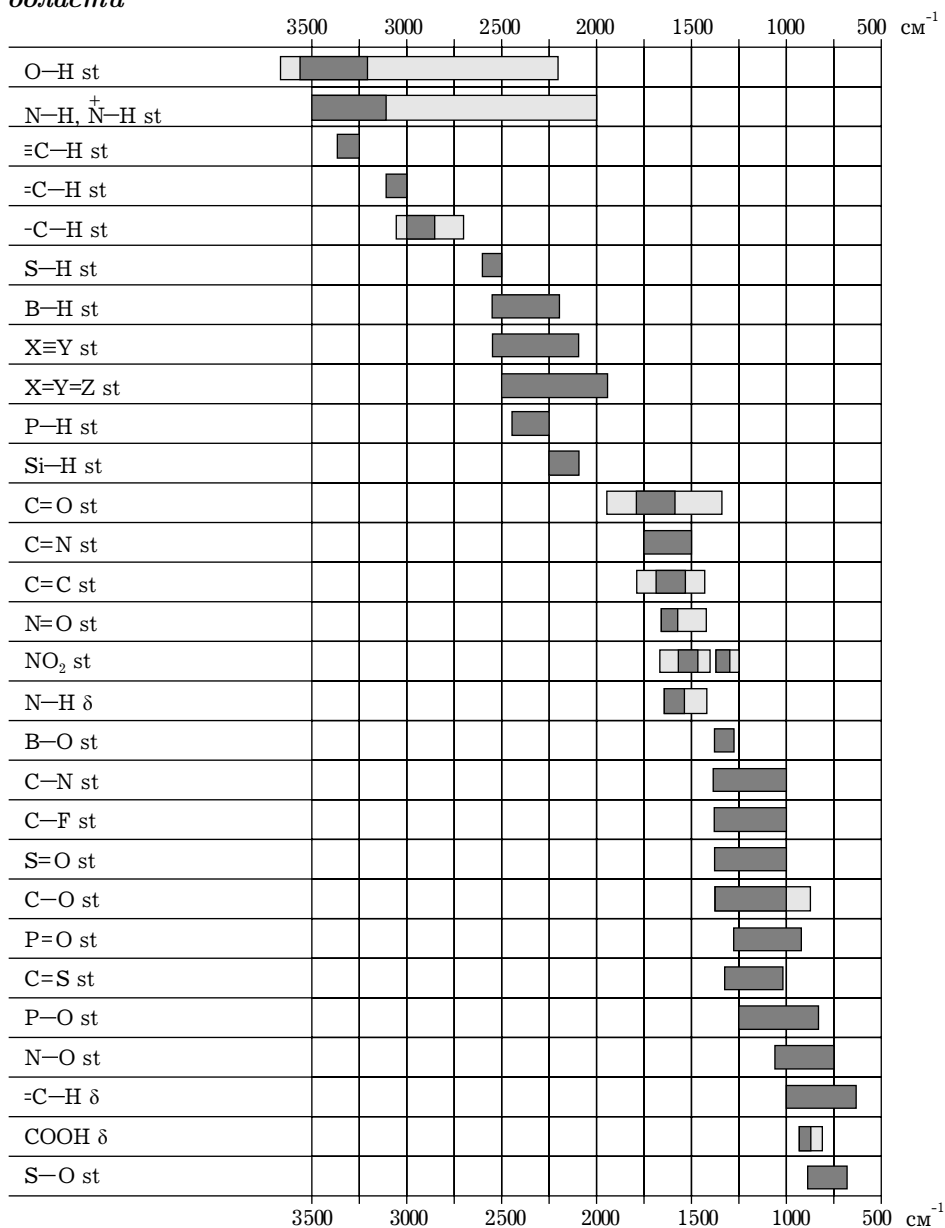 области
3500 3000 2500 2000 1500 1000 500 см⁻¹
O—H st
N—H, N⁺—H st
≡C—H st
=C—H st
-C—H st
S—H st
B—H st
X≡Y st
X=Y=Z st
P—H st
Si—H st
C=O st
C=N st
C=C st
N=O st
NO₂ st
N—H δ
B—O st
C—N st
C—F st
S=O st
C—O st
P=O st
C=S st
P—O st
N—O st
=C—H δ
COOH δ
S—O st
3500 3000 2500 2000 1500 1000 500 см⁻¹